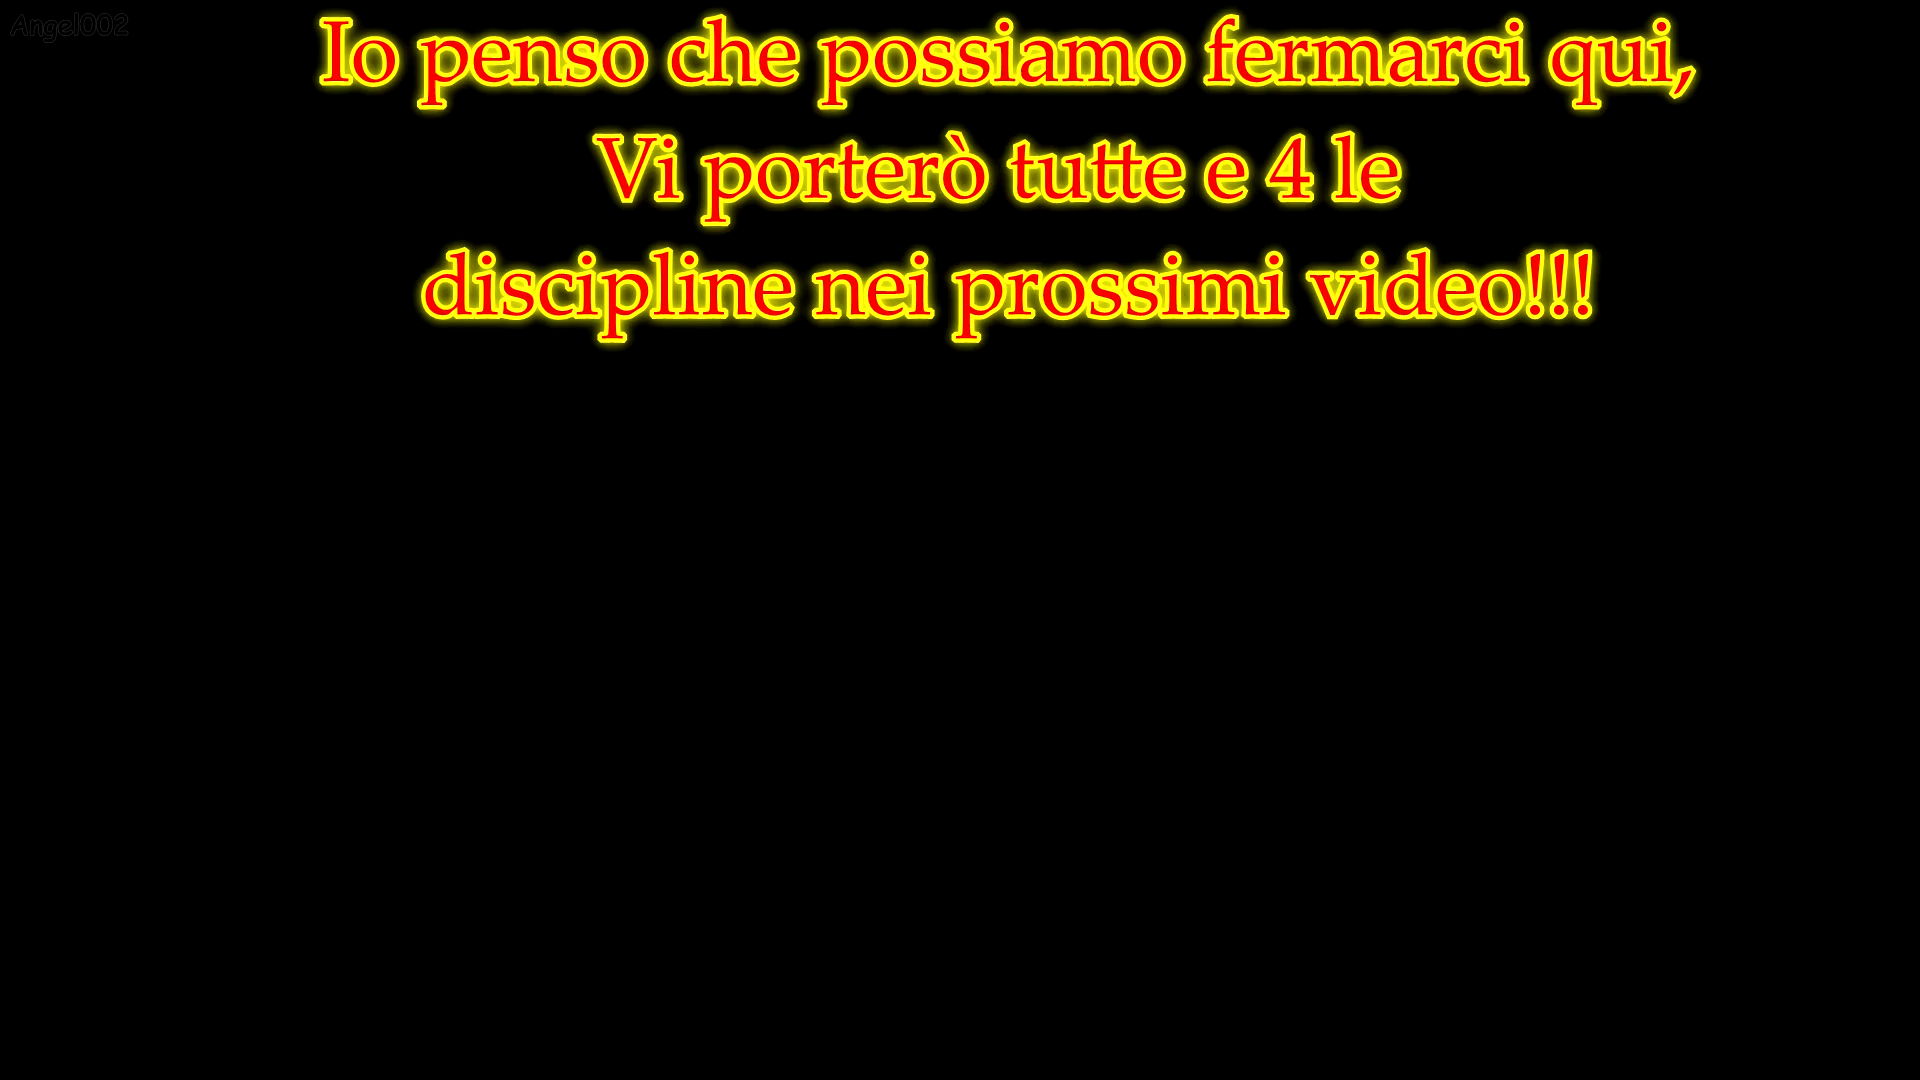 Angel002
Io penso che possiamo fermarci qui,
Vi porterò tutte e 4 le
discipline nei prossimi video!!!